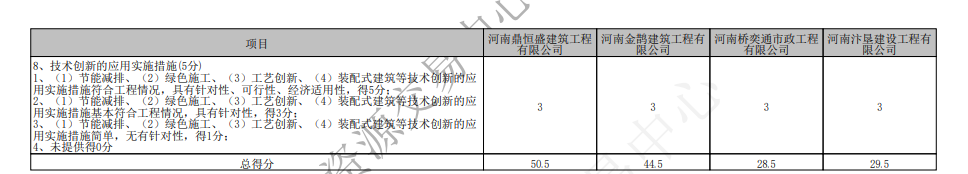 项目
河南鼎恒盛建筑工程
有限公司
河南金鹊建筑工程有
限公司
河南桥奕通市政工程
有限公司
河南汴垦建设工程有
限公司
8、技术创新的应用实施措施(5分)
1、（1）节能减排、（2）绿色施工、（3）工艺创新、（4）装配式建筑等技术创新的应
用实施措施符合工程情况，具有针对性、可行性、经济适用性，得5分；
2、（1）节能减排、（2）绿色施工、（3）工艺创新、（4）装配式建筑等技术创新的应
用实施措施基本符合工程情况，具有针对性，得3分；
3、（1）节能减排、（2）绿色施工、（3）工艺创新、（4）装配式建筑等技术创新的应
用实施措施简单，无有针对性，得1分；
4、未提供得0分
3
3
3
3
总得分
50.5
44.5
28.5
29.5
资源交易中心
中心